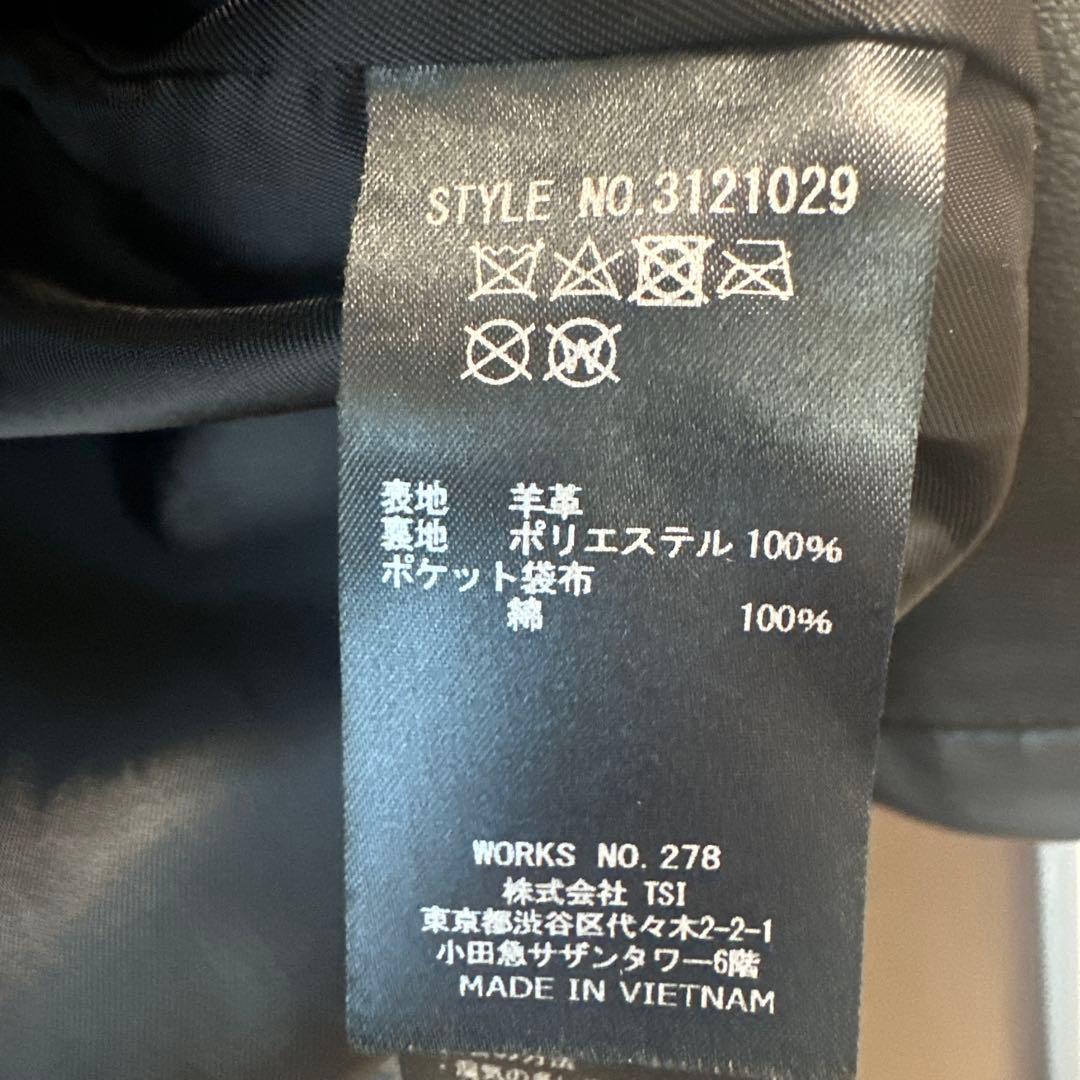 STYLE NO.3121029
W
表地 羊革
裏地 ポリエステル 100%
ポケット袋布
綿 100%
WORKS NO. 278
株式会社 TSI
東京都渋谷区代々木2-2-1
小田急サザンタワー6階
MADE IN VIETNAM